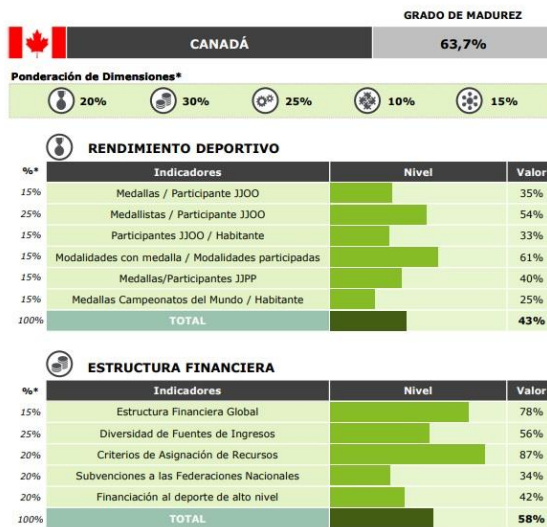 GRADO DE MADUREZ
CANADÁ 63,7%
Ponderación de Dimensiones*
20% 30% 25% 10% 15%
RENDIMIENTO DEPORTIVO
%* Indicadores Nivel Valor
15% Medallas / Participante JJOO 35%
25% Medallistas / Participante JJOO 54%
15% Participantes JJOO / Habitante 33%
15% Modalidades con medalla / Modalidades participadas 61%
15% Medallas/Participantes JJPP 40%
15% Medallas Campeonatos del Mundo / Habitante 25%
100% TOTAL 43%
ESTRUCTURA FINANCIERA
%* Indicadores Nivel Valor
15% Estructura Financiera Global 78%
25% Diversidad de Fuentes de Ingresos 56%
20% Criterios de Asignación de Recursos 87%
20% Subvenciones a las Federaciones Nacionales 34%
20% Financiación al deporte de alto nivel 42%
100% TOTAL 58%